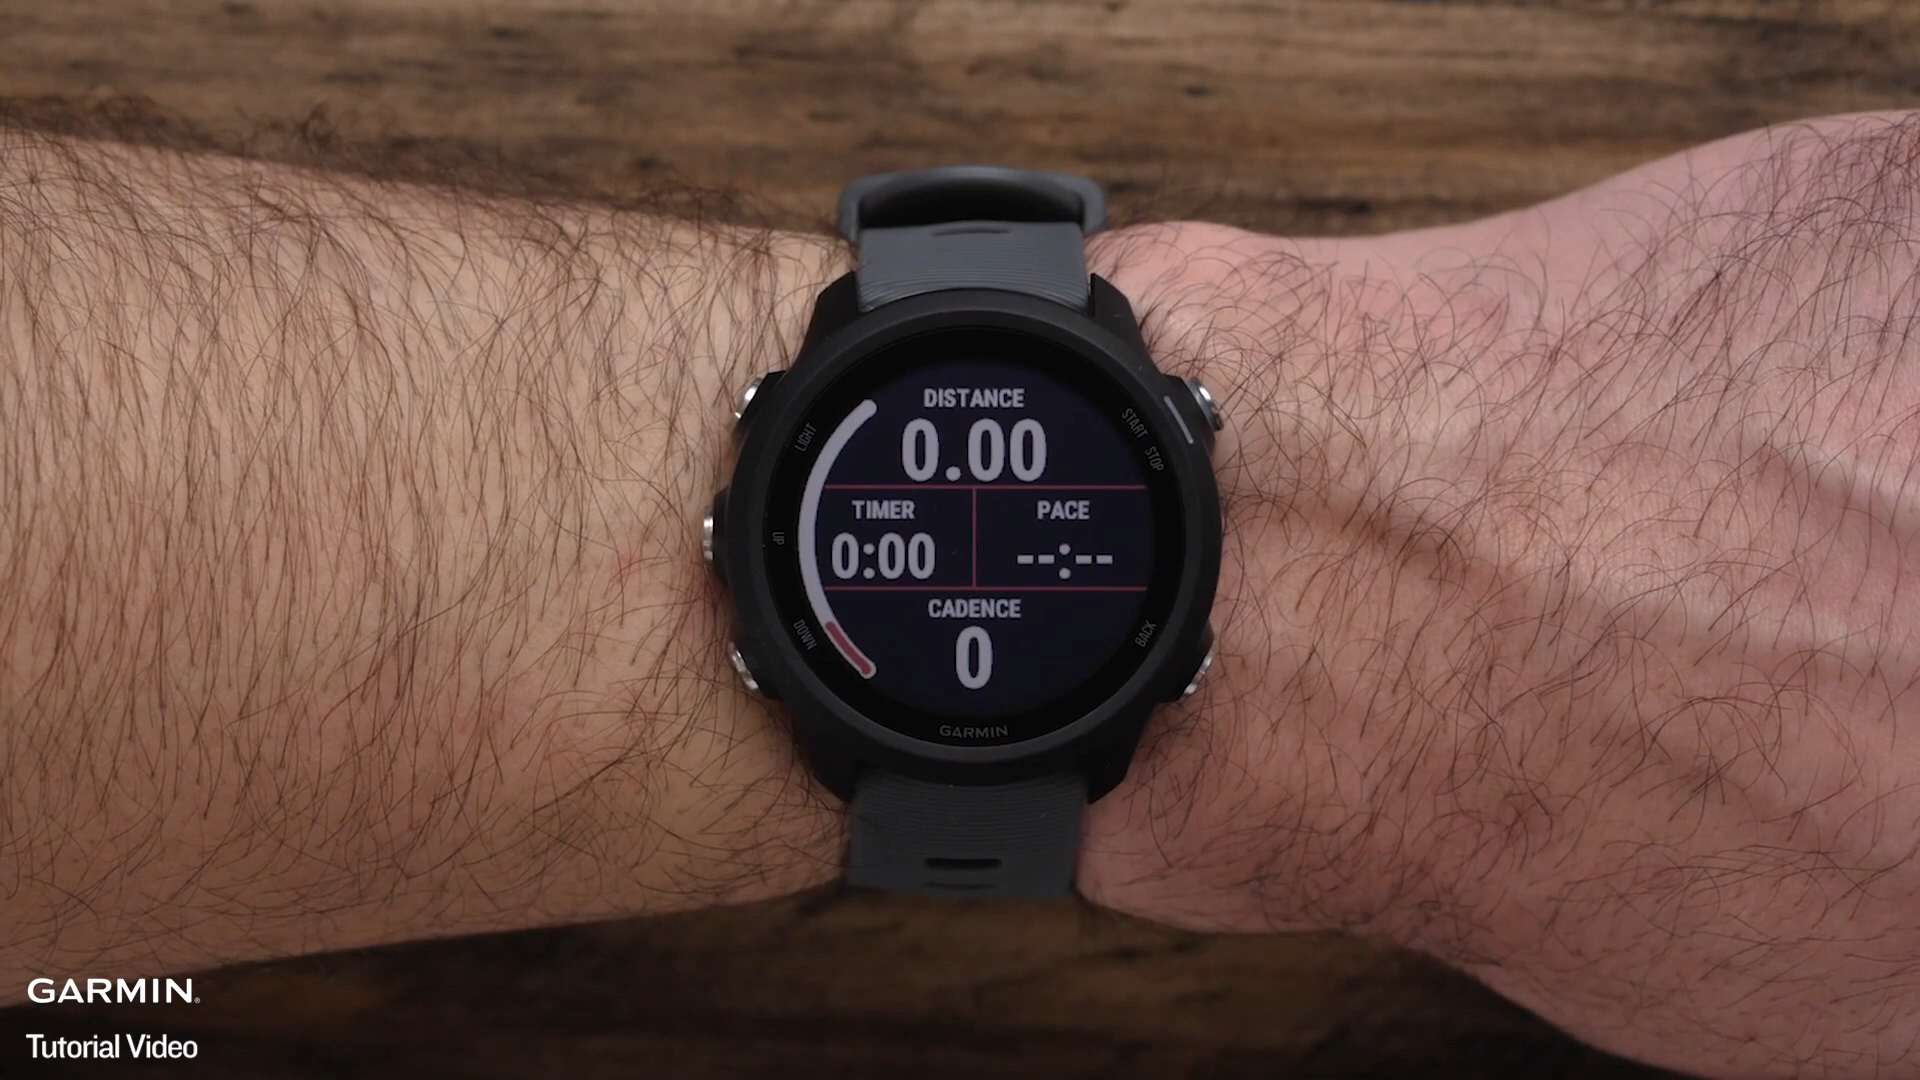 DISTANCE
0.00
TIMER PACE
0:00 --:--
CADENCE
0
LIGHT
UP
DOWN
START STOP
BACK
GARMIN
GARMIN®
Tutorial Video